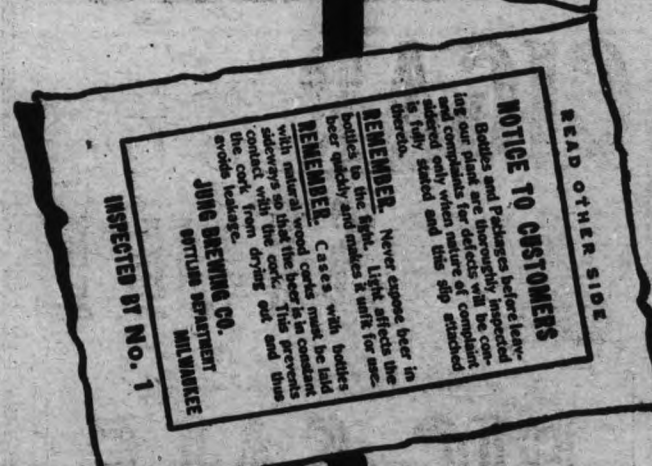 READ OTHER SIDE
NOTICE TO CUSTOMERS
Bottles and Packages before leav-
ing our plant are thoroughly inspected
and complaints for defects will be con-
sidered only when nature of complaint
is fully stated and this slip attached
thereto.
REMEMBER. Never expose beer in
bottles to the light. Light affects the
beer quickly and makes it unfit for use.
REMEMBER. Cases with bottles
with natural wood corks must be laid
sideways so that the beer is in constant
contact with the cork. This prevents
the cork from drying out and thus
avoids leakage.
JUNG BREWING CO.
BOTTLING DEPARTMENT MILWAUKEE
INSPECTED BY No. 1